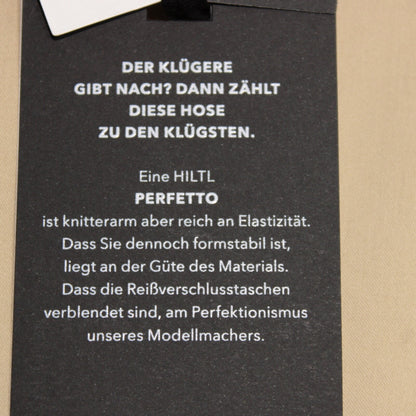 DER KLÜGERE
GIBT NACH? DANN ZÄHLT
DIESE HOSE
ZU DEN KLÜGSTEN.
Eine HILTL
PERFETTO
ist knitterarm aber reich an Elastizität.
Dass Sie dennoch formstabil ist,
liegt an der Güte des Materials.
Dass die Reißverschlusstaschen
verblendet sind, am Perfektionismus
unseres Modellmachers.